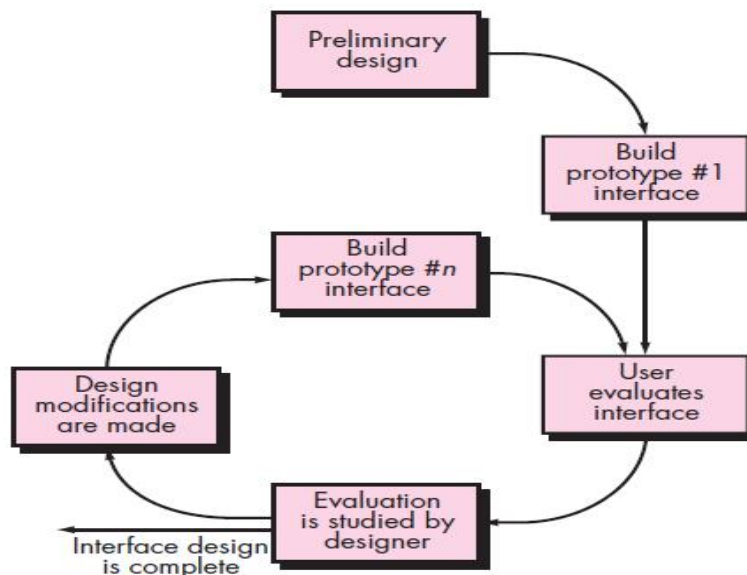 Preliminary
design
Build
prototype #1
interface
Build
prototype #n
interface
User
evaluates
interface
Design
modifications
are made
Evaluation
is studied by
designer
Interface design
is complete